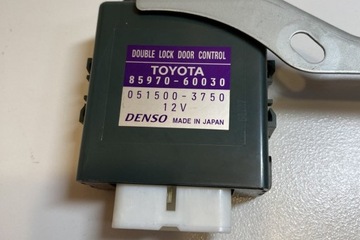 DOUBLE LOCK DOOR CONTROL
TOYOTA
85970-60030
051500-3750
12V
DENSO MADE IN JAPAN